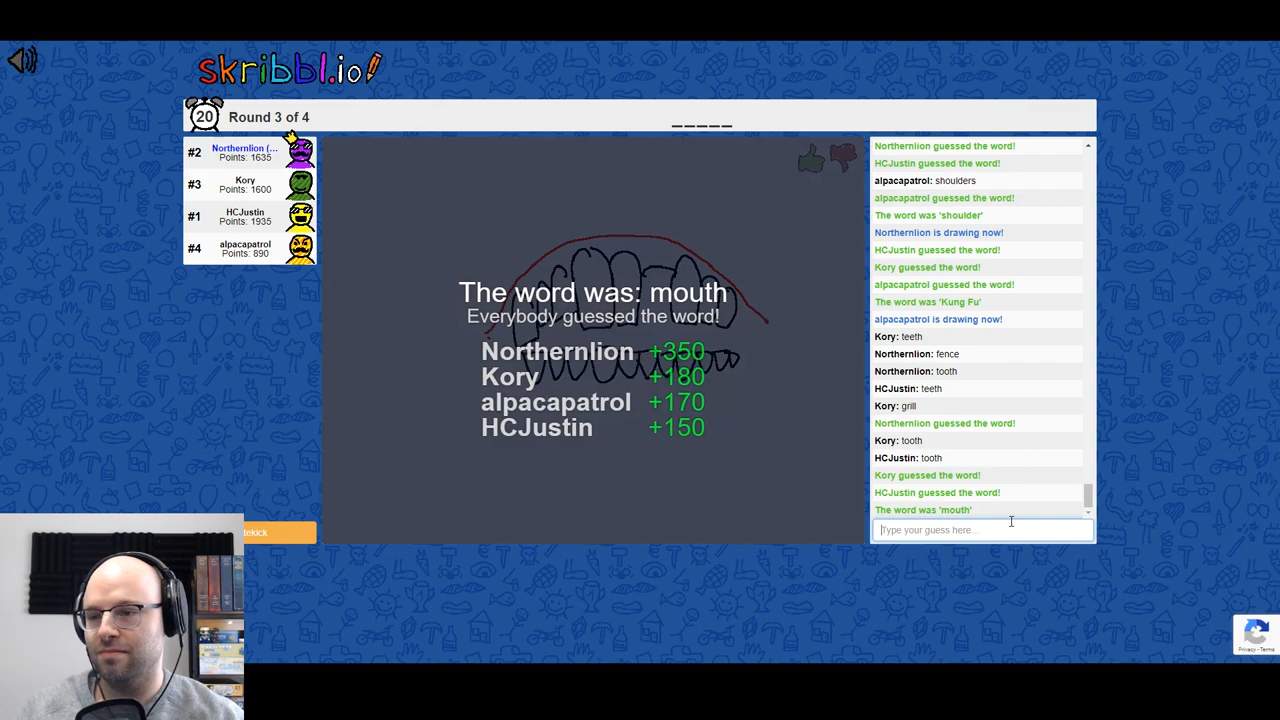 skribbl.io
20
Round 3 of 4
_ _ _ _ _
#2
Northernlion (...
Points: 1635
#3
Kory
Points: 1600
#1
HCJustin
Points: 1935
#4
alpacapatrol
Points: 890
The word was: mouth
Everybody guessed the word!
Northernlion +350
Kory +180
alpacapatrol +170
HCJustin +150
Northernlion guessed the word!
HCJustin guessed the word!
alpacapatrol: shoulders
alpacapatrol guessed the word!
The word was 'shoulder'
Northernlion is drawing now!
HCJustin guessed the word!
Kory guessed the word!
alpacapatrol guessed the word!
The word was 'Kung Fu'
alpacapatrol is drawing now!
Kory: teeth
Northernlion: fence
Northernlion: tooth
HCJustin: teeth
Kory: grill
Northernlion guessed the word!
Kory: tooth
HCJustin: tooth
Kory guessed the word!
HCJustin guessed the word!
The word was 'mouth'
Type your guess here...
Privacy - Terms